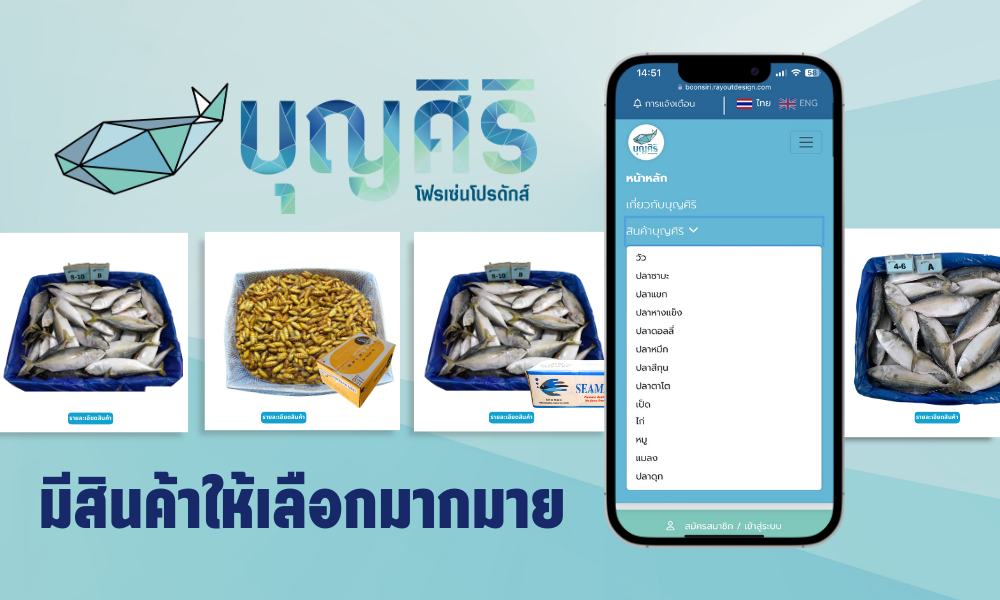 บุญศิริ
โฟรเซ่นโปรดักส์
5-10 B
รายละเอียดสินค้า
รายละเอียดสินค้า
5-10 B
SEAM
รายละเอียดสินค้า
4-6 A
รายละเอียดสินค้า
มีสินค้าให้เลือกมากมาย
14:51
58
boonsiri.rayoutdesign.com
การแจ้งเตือน
ไทย ENG
บุญศิริ
หน้าหลัก
เกี่ยวกับบุญศิริ
สินค้าบุญศิริ
วัว
ปลาซาบะ
ปลาแขก
ปลาหางแข็ง
ปลาดอลลี่
ปลาหมึก
ปลาสีกุน
ปลาตาโต
เป็ด
ไก่
หมู
แมลง
ปลาดุก
สมัครสมาชิก / เข้าสู่ระบบ